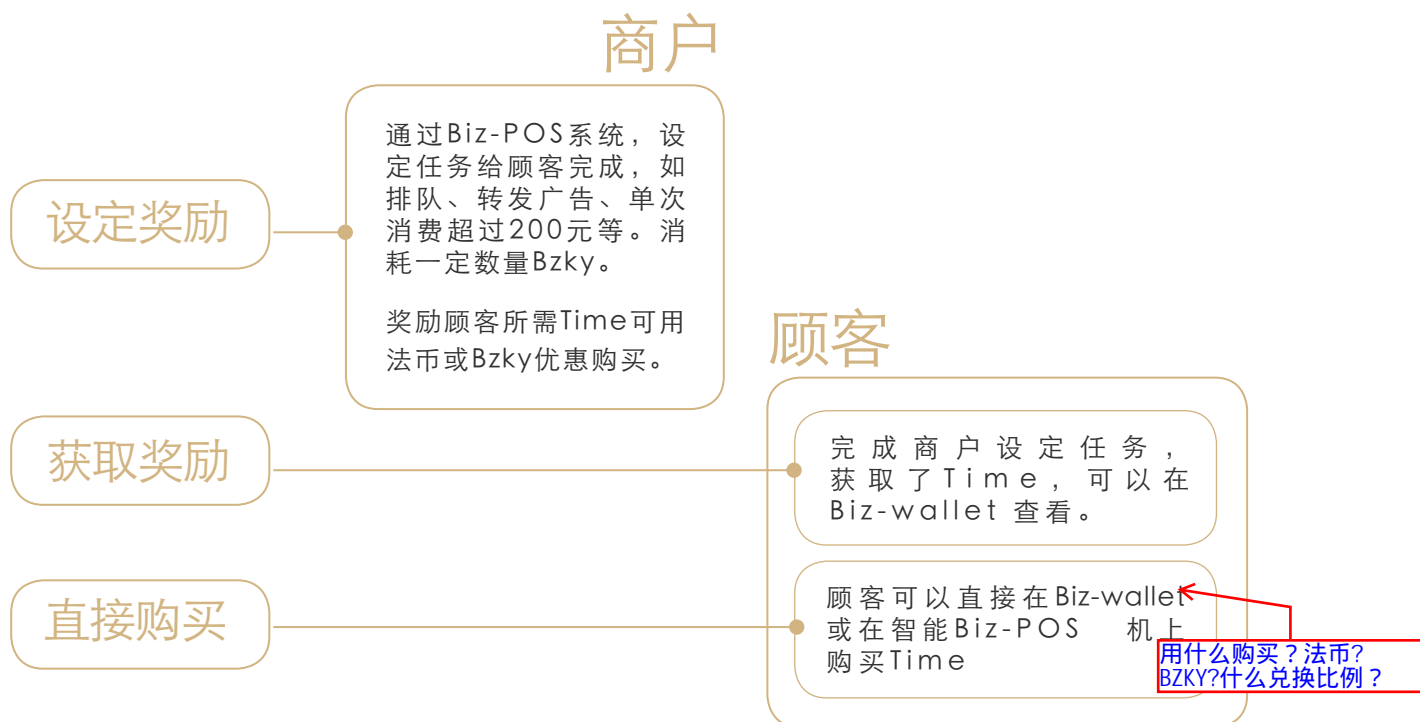 商户
设定奖励
通过Biz-POS系统，设
定任务给顾客完成，如
排队、转发广告、单次
消费超过200元等。消
耗一定数量Bzky。
奖励顾客所需Time可用
法币或Bzky优惠购买。
顾客
获取奖励
完成商户设定任务，
获取了Time，可以在
Biz-wallet 查看。
直接购买
顾客可以直接在Biz-wallet
或在智能Biz-POS 机上
购买Time
用什么购买？法币?
BZKY?什么兑换比例？